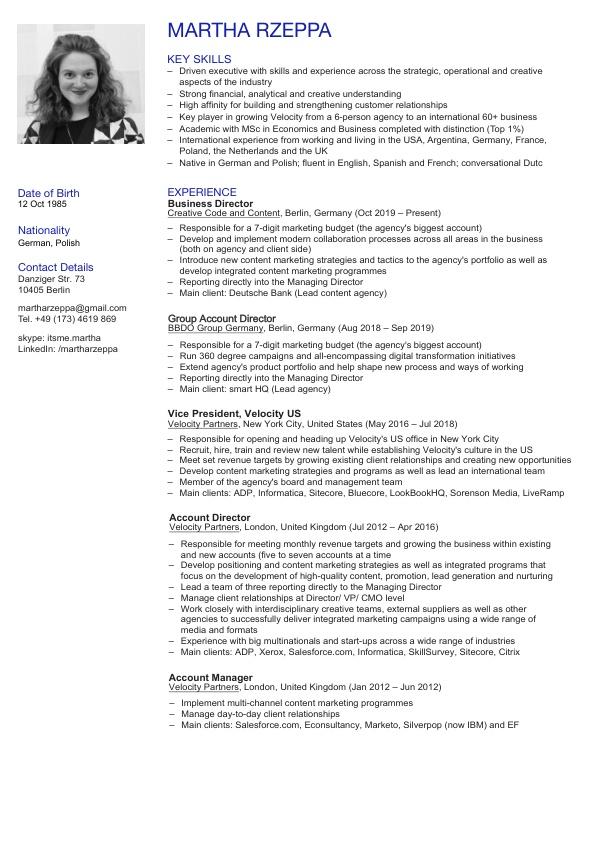 MARTHA RZEPPA
KEY SKILLS
– Driven executive with skills and experience across the strategic, operational and creative
aspects of the industry
– Strong financial, analytical and creative understanding
– High affinity for building and strengthening customer relationships
– Key player in growing Velocity from a 6-person agency to an international 60+ business
– Academic with MSc in Economics and Business completed with distinction (Top 1%)
– International experience from working and living in the USA, Argentina, Germany, France,
Poland, the Netherlands and the UK
– Native in German and Polish; fluent in English, Spanish and French; conversational Dutc
Date of Birth
12 Oct 1985
Nationality
German, Polish
Contact Details
Danziger Str. 73
10405 Berlin
martharzeppa@gmail.com
Tel. +49 (173) 4619 869
skype: itsme.martha
LinkedIn: /martharzeppa
EXPERIENCE
Business Director
Creative Code and Content, Berlin, Germany (Oct 2019 – Present)
– Responsible for a 7-digit marketing budget (the agency's biggest account)
– Develop and implement modern collaboration processes across all areas in the business
(both on agency and client side)
– Introduce new content marketing strategies and tactics to the agency's portfolio as well as
develop integrated content marketing programmes
– Reporting directly into the Managing Director
– Main client: Deutsche Bank (Lead content agency)
Group Account Director
BBDO Group Germany, Berlin, Germany (Aug 2018 – Sep 2019)
– Responsible for a 7-digit marketing budget (the agency's biggest account)
– Run 360 degree campaigns and all-encompassing digital transformation initiatives
– Extend agency's product portfolio and help shape new process and ways of working
– Reporting directly into the Managing Director
– Main client: smart HQ (Lead agency)
Vice President, Velocity US
Velocity Partners, New York City, United States (May 2016 – Jul 2018)
– Responsible for opening and heading up Velocity's US office in New York City
– Recruit, hire, train and review new talent while establishing Velocity's culture in the US
– Meet set revenue targets by growing existing client relationships and creating new opportunities
– Develop content marketing strategies and programs as well as lead an international team
– Member of the agency's board and management team
– Main clients: ADP, Informatica, Sitecore, Bluecore, LookBookHQ, Sorenson Media, LiveRamp
Account Director
Velocity Partners, London, United Kingdom (Jul 2012 – Apr 2016)
– Responsible for meeting monthly revenue targets and growing the business within existing
and new accounts (five to seven accounts at a time
– Develop positioning and content marketing strategies as well as integrated programs that
focus on the development of high-quality content, promotion, lead generation and nurturing
– Lead a team of three reporting directly to the Managing Director
– Manage client relationships at Director/ VP/ CMO level
– Work closely with interdisciplinary creative teams, external suppliers as well as other
agencies to successfully deliver integrated marketing campaigns using a wide range of
media and formats
– Experience with big multinationals and start-ups across a wide range of industries
– Main clients: ADP, Xerox, Salesforce.com, Informatica, SkillSurvey, Sitecore, Citrix
Account Manager
Velocity Partners, London, United Kingdom (Jan 2012 – Jun 2012)
– Implement multi-channel content marketing programmes
– Manage day-to-day client relationships
– Main clients: Salesforce.com, Econsultancy, Marketo, Silverpop (now IBM) and EF